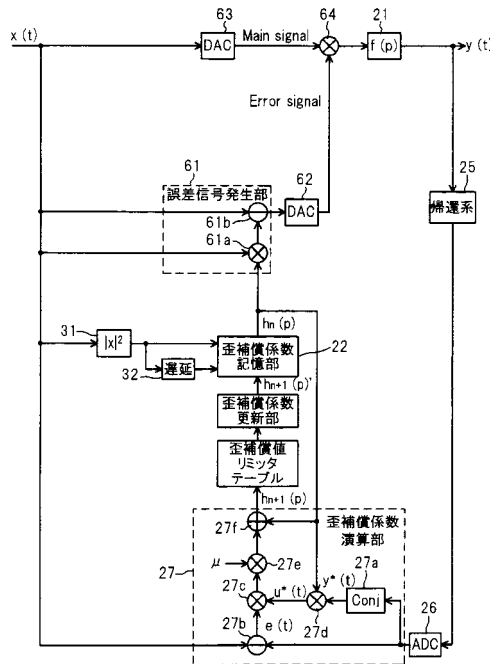 63
64
21
x(t)
DAC
Main signal
f(p)
y(t)
Error signal
25
61
62
誤差信号発生部
DAC
帰還系
61b
61a
31
hn(p)
22
|x|²
歪補償係数
記憶部
32
遅延
hn+1(p)'
歪補償係数
更新部
歪補償値
リミッタ
テーブル
hn+1(p)
歪補償係数
演算部
27f
27
μ
27e
27a
y*(t)
27c
u*(t)
Conj
26
27b
e(t)
27d
ADC